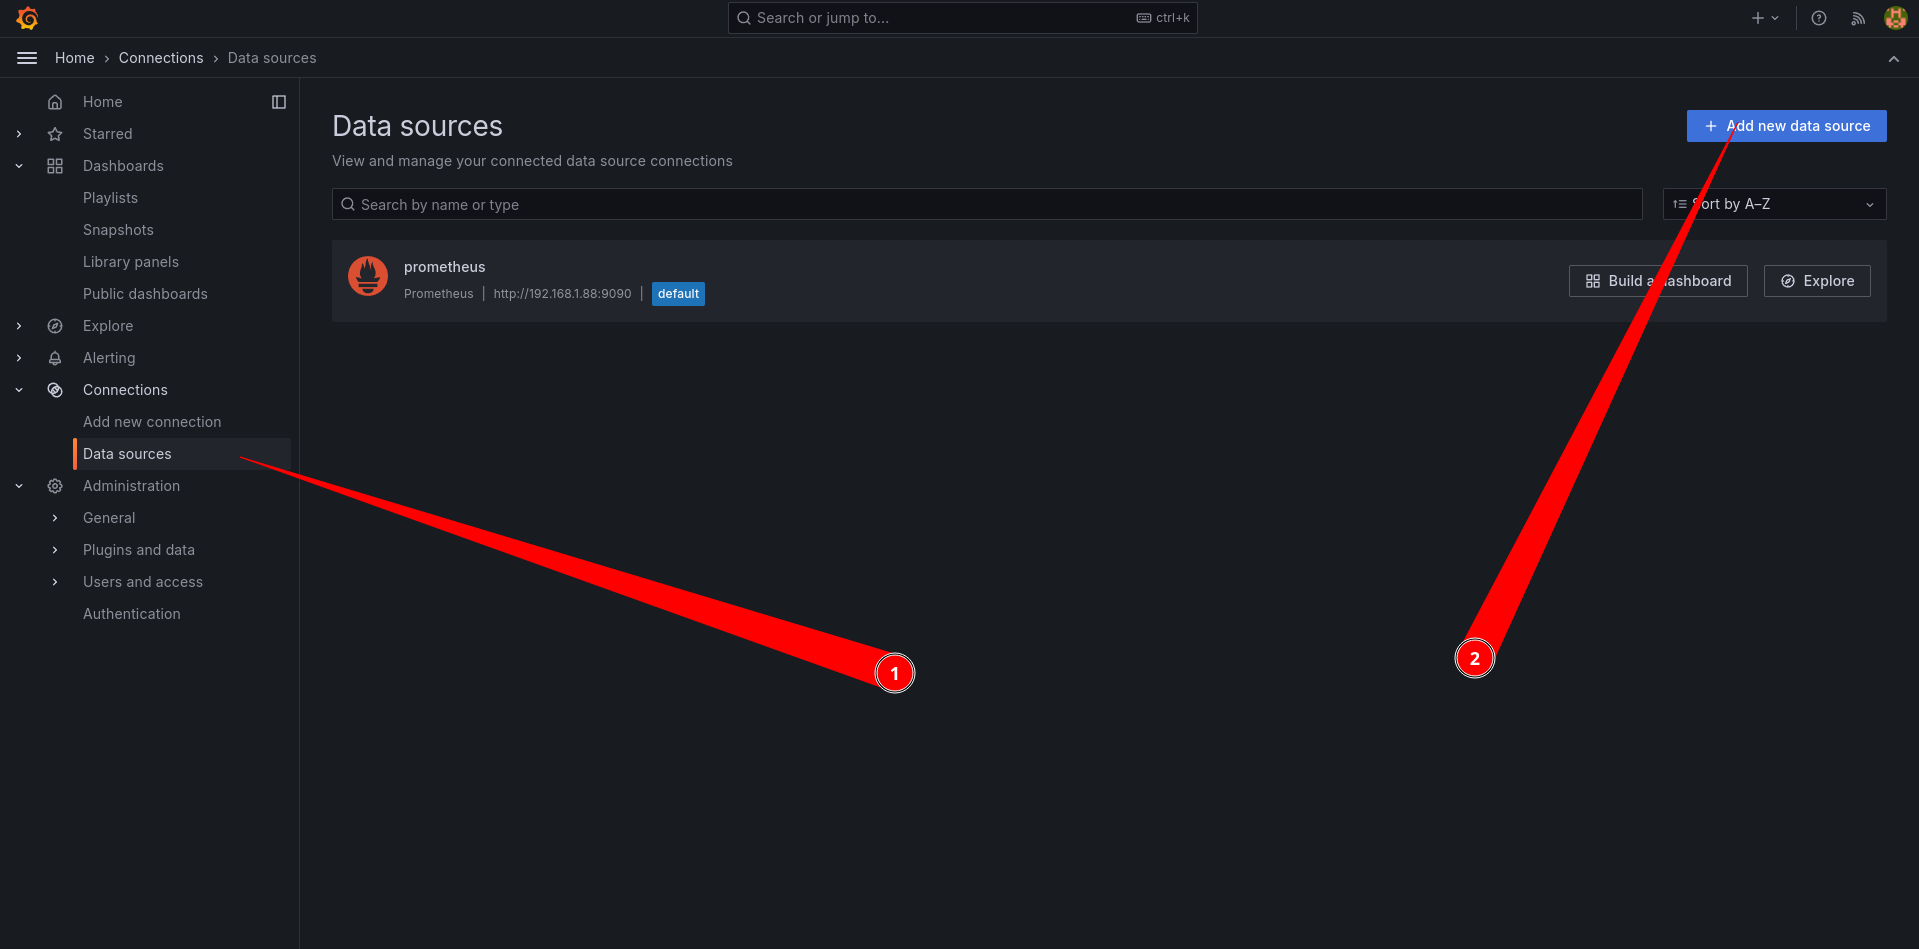 Search or jump to...
ctrl+k
Home › Connections › Data sources
Home
Starred
Dashboards
Playlists
Snapshots
Library panels
Public dashboards
Explore
Alerting
Connections
Add new connection
Data sources
Administration
General
Plugins and data
Users and access
Authentication
Data sources
+ Add new data source
View and manage your connected data source connections
Search by name or type
Sort by A–Z
prometheus
Prometheus | http://192.168.1.88:9090 | default
Build a dashboard
Explore
1
2